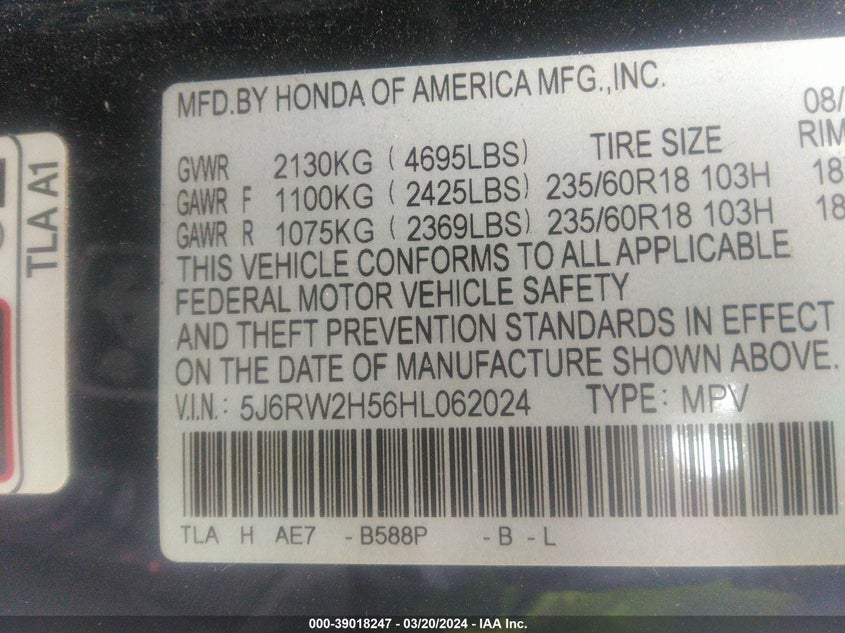 MFD.BY HONDA OF AMERICA MFG.,INC.
08/
TIRE SIZE RIM
GVWR 2130KG ( 4695LBS)
GAWR F 1100KG ( 2425LBS) 235/60R18 103H 18
GAWR R 1075KG ( 2369LBS) 235/60R18 103H 18
THIS VEHICLE CONFORMS TO ALL APPLICABLE
FEDERAL MOTOR VEHICLE SAFETY
AND THEFT PREVENTION STANDARDS IN EFFECT
ON THE DATE OF MANUFACTURE SHOWN ABOVE.
V.I.N.: 5J6RW2H56HL062024 TYPE: MPV
TLA H AE7 -B588P -B -L
TLA A1
000-39018247 - 03/20/2024 - IAA Inc.